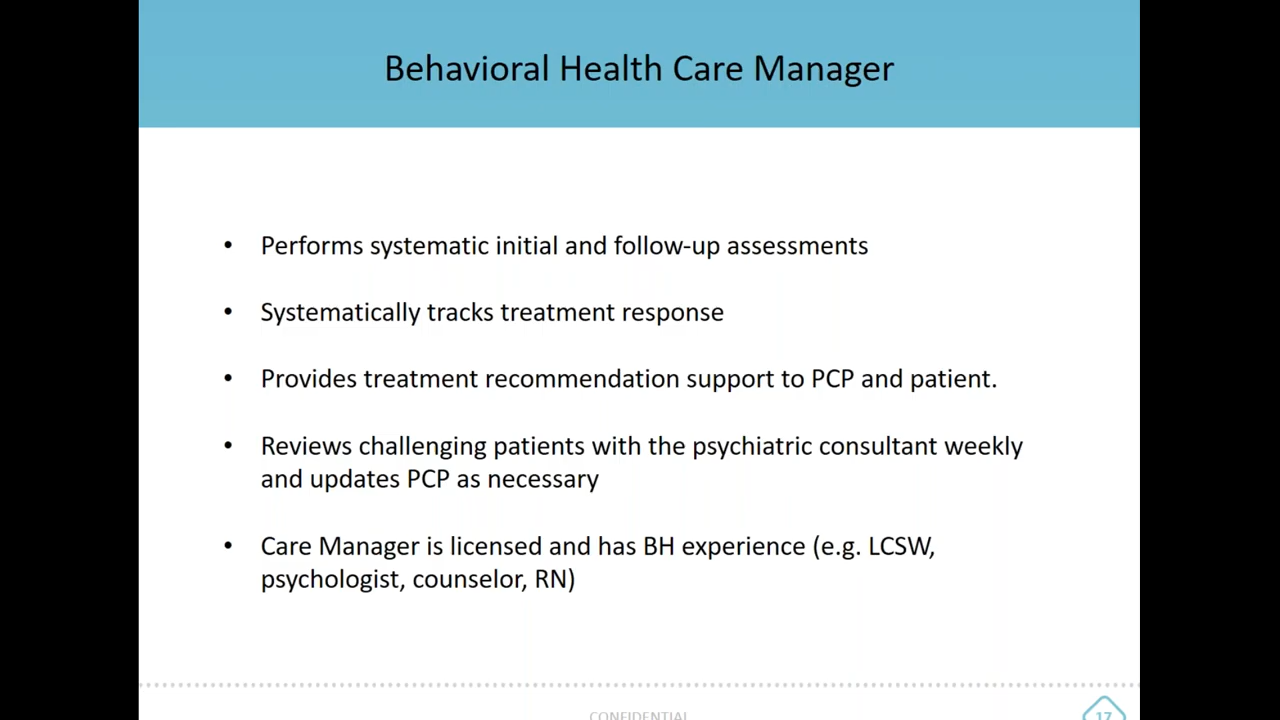 Behavioral Health Care Manager
• Performs systematic initial and follow-up assessments
• Systematically tracks treatment response
• Provides treatment recommendation support to PCP and patient.
• Reviews challenging patients with the psychiatric consultant weekly
and updates PCP as necessary
• Care Manager is licensed and has BH experience (e.g. LCSW,
psychologist, counselor, RN)
CONFIDENTIAL
17